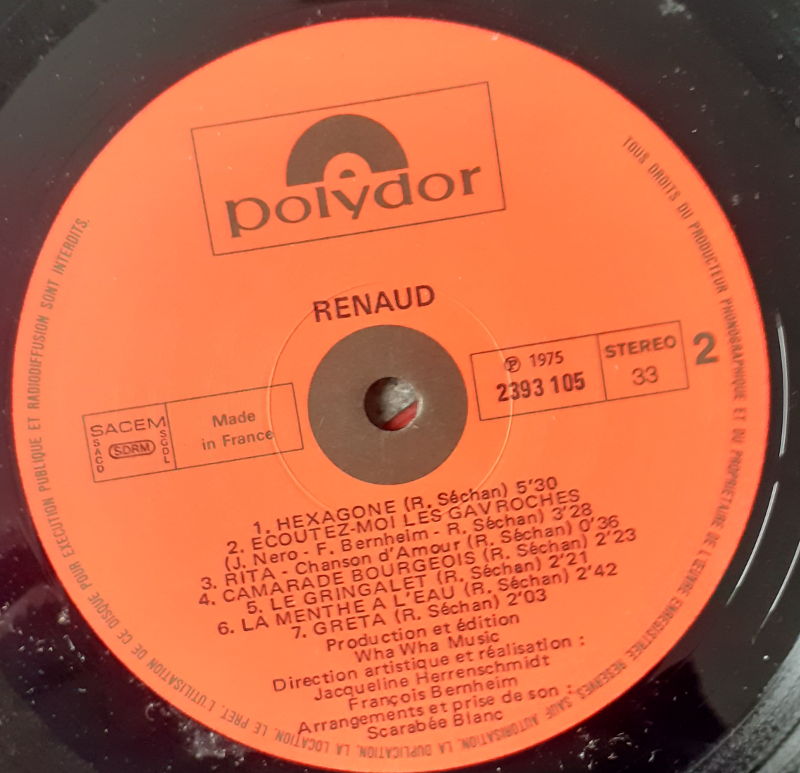 polydor
RENAUD
SACEM
SACD
SDRM
SGDL
Made
in France
℗ 1975
2393 105
STEREO
33
2
1. HEXAGONE (R. Séchan) 5'30
2. ECOUTEZ-MOI LES GAVROCHES
(J. Nero - F. Bernheim - R. Séchan) 3'28
3. RITA - Chanson d'Amour (R. Séchan) 0'36
4. CAMARADE BOURGEOIS (R. Séchan) 2'23
5. LE GRINGALET (R. Séchan) 2'21
6. LA MENTHE A L'EAU (R. Séchan) 2'42
7. GRETA (R. Séchan) 2'03
Production et édition
Wha Wha Music
Direction artistique et réalisation :
Jacqueline Herrenschmidt
François Bernheim
Arrangements et prise de son :
Scarabée Blanc
TOUS DROITS DU PRODUCTEUR PHONOGRAPHIQUE ET DU PROPRIETAIRE DE L'ŒUVRE ENREGISTREE RESERVES. SAUF AUTORISATION, LA DUPLICATION, LA LOCATION, LE PRET, L'UTILISATION DE CE DISQUE POUR EXECUTION PUBLIQUE ET RADIODIFFUSION SONT INTERDITS.